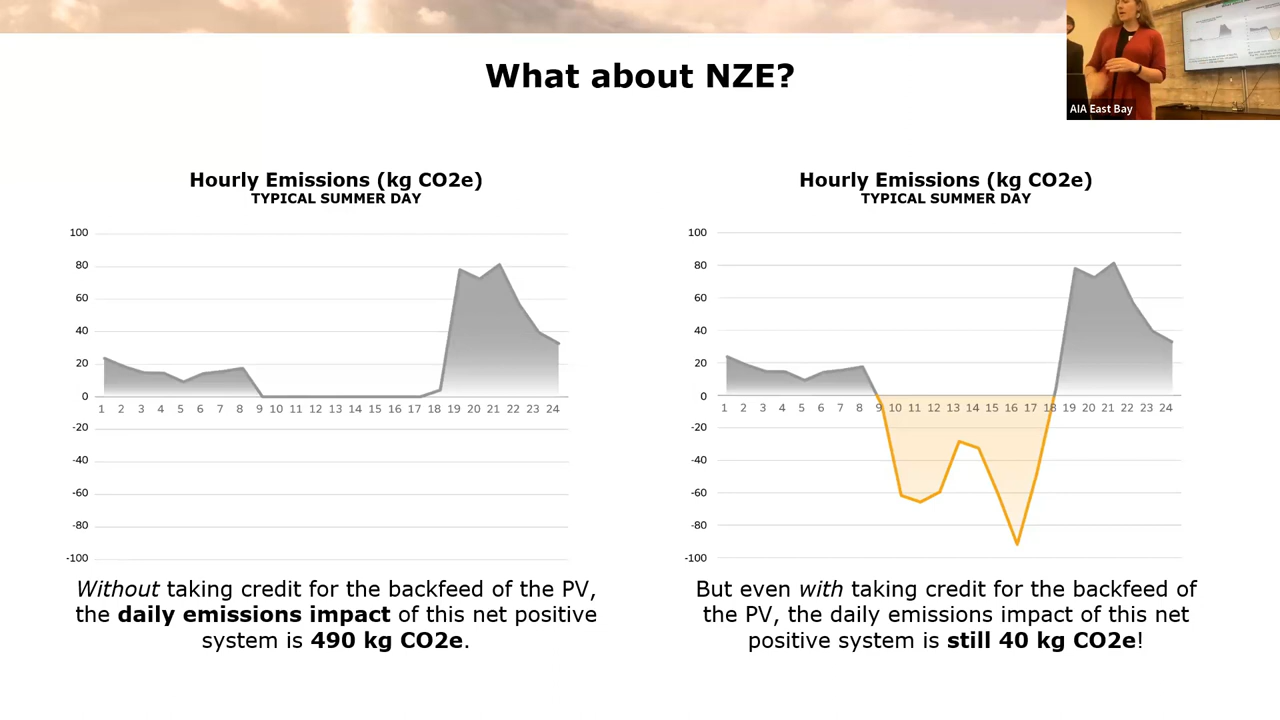 What about NZE?
AIA East Bay
Hourly Emissions (kg CO2e)
TYPICAL SUMMER DAY
100
80
60
40
20
0
-20
-40
-60
-80
-100
1 2 3 4 5 6 7 8 9 10 11 12 13 14 15 16 17 18 19 20 21 22 23 24
Without taking credit for the backfeed of the PV,
the daily emissions impact of this net positive
system is 490 kg CO2e.
Hourly Emissions (kg CO2e)
TYPICAL SUMMER DAY
100
80
60
40
20
0
-20
-40
-60
-80
-100
1 2 3 4 5 6 7 8 9 10 11 12 13 14 15 16 17 18 19 20 21 22 23 24
But even with taking credit for the backfeed of
the PV, the daily emissions impact of this net
positive system is still 40 kg CO2e!